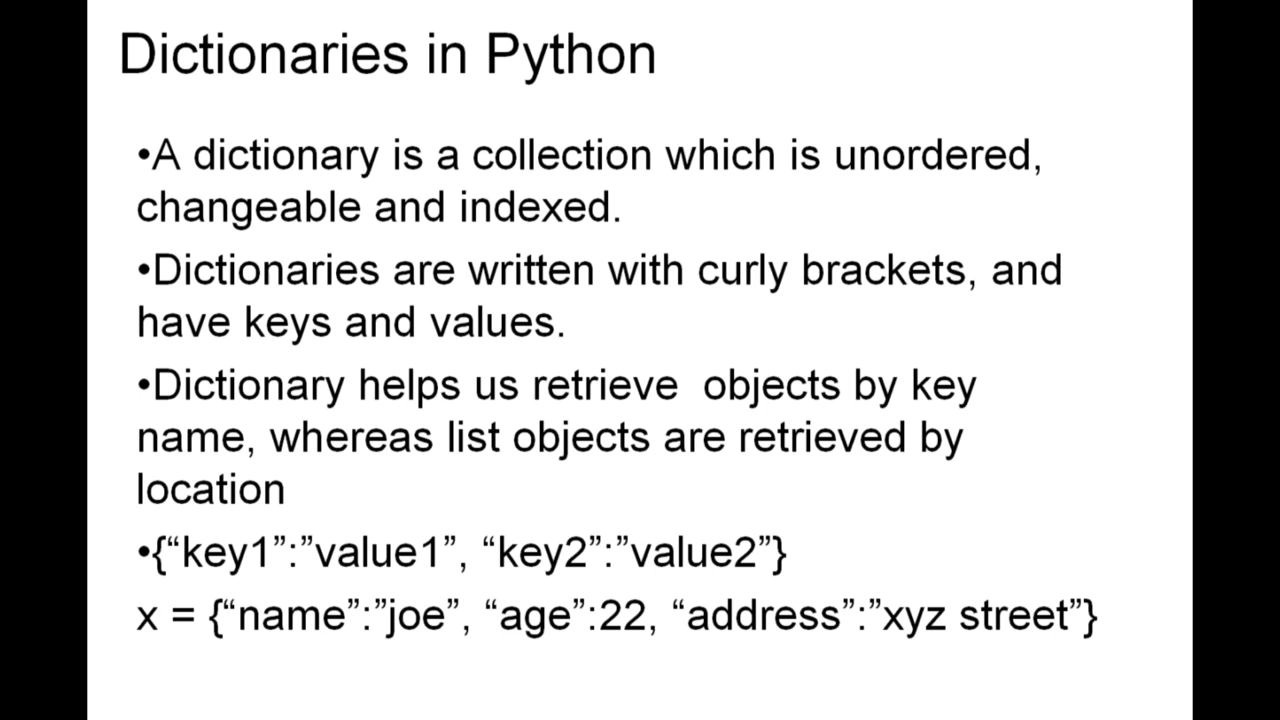 Dictionaries in Python
•A dictionary is a collection which is unordered,
changeable and indexed.
•Dictionaries are written with curly brackets, and
have keys and values.
•Dictionary helps us retrieve  objects by key
name, whereas list objects are retrieved by
location
•{“key1”:”value1”, “key2”:”value2”}
x = {“name”:”joe”, “age”:22, “address”:”xyz street”}